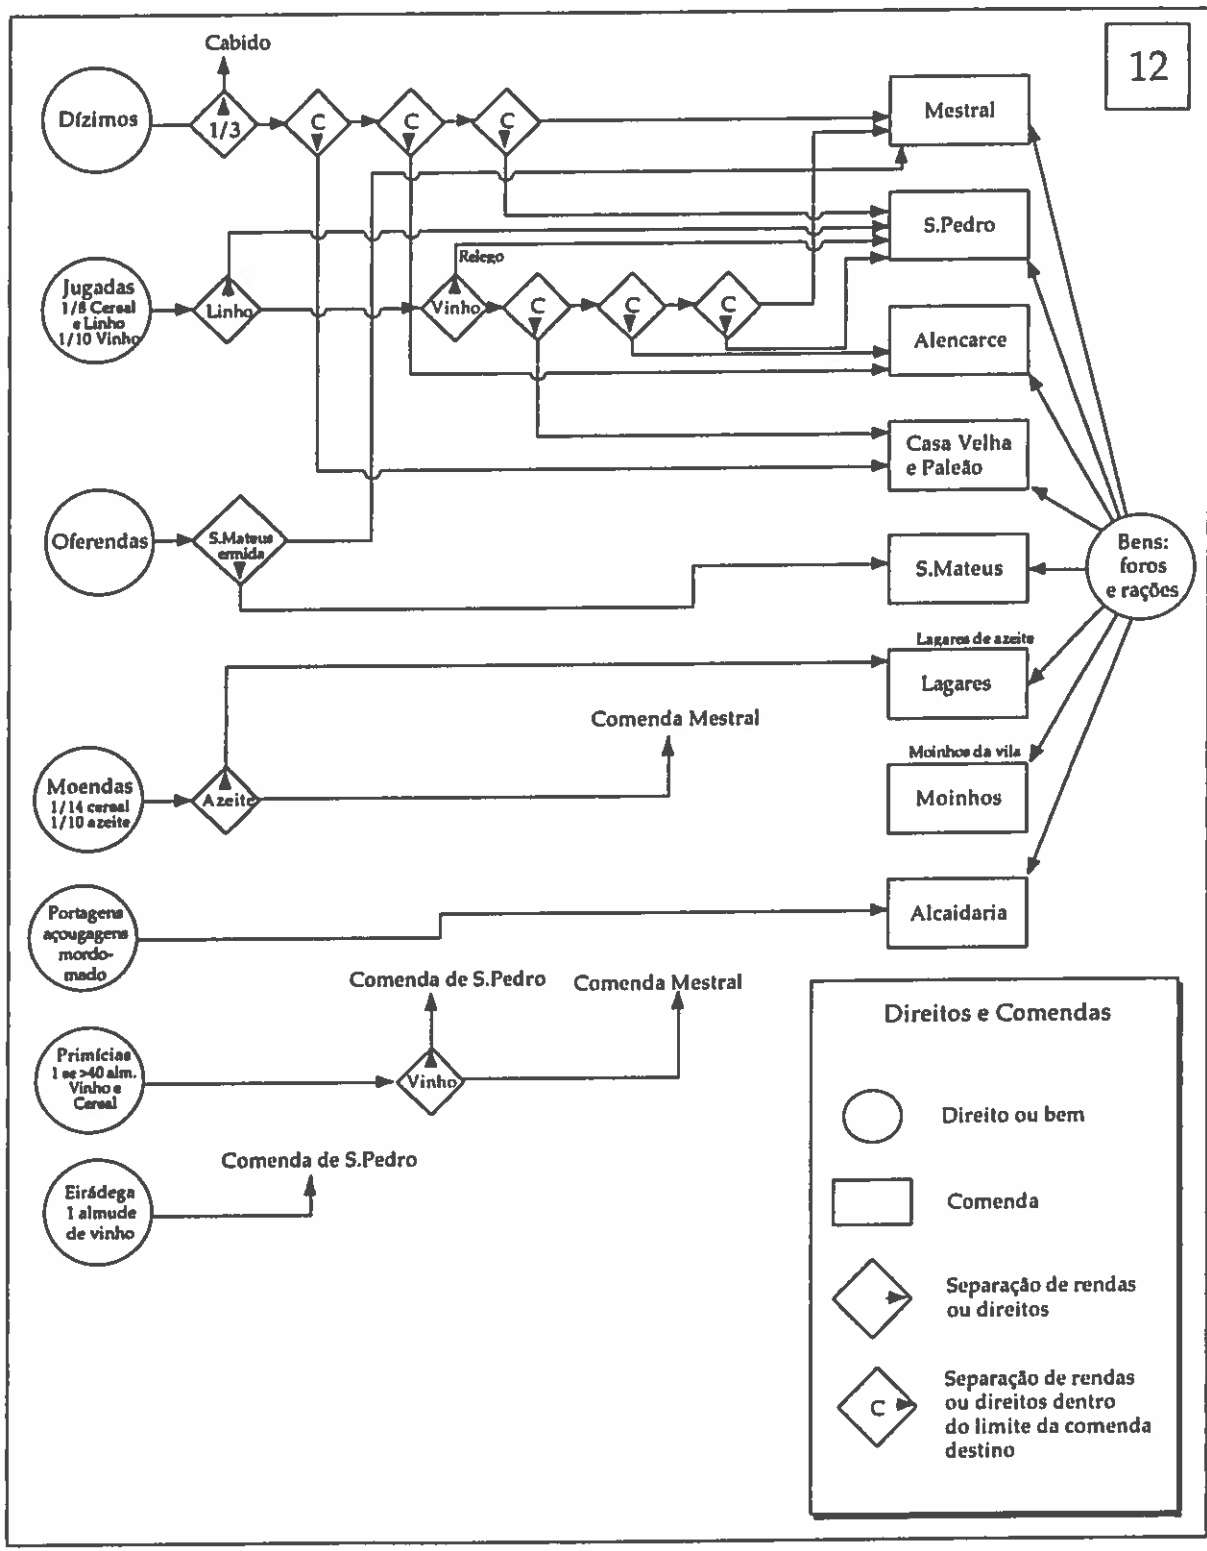 12
Cabido
Dízimos
1/3
C
C
C
Mestral
S.Pedro
Relego
Jugadas
1/8 Cereal
e Linho
1/10 Vinho
Linho
Vinho
C
C
C
Alencarce
Casa Velha
e Paleão
Oferendas
S.Mateus
ermida
S.Mateus
Bens:
foros
e rações
Lagares de azeite
Lagares
Comenda Mestral
Moinhos da vila
Moinhos
Moendas
1/14 cereal
1/10 azeite
Azeite
Portagens
açougagens
mordo-
mado
Alcaidaria
Comenda de S.Pedro
Comenda Mestral
Primícias
1 se >40 alm.
Vinho e
Cereal
Vinho
Comenda de S.Pedro
Eirádega
1 almude
de vinho
Direitos e Comendas
Direito ou bem
Comenda
Separação de rendas
ou direitos
C
Separação de rendas
ou direitos dentro
do limite da comenda
destino